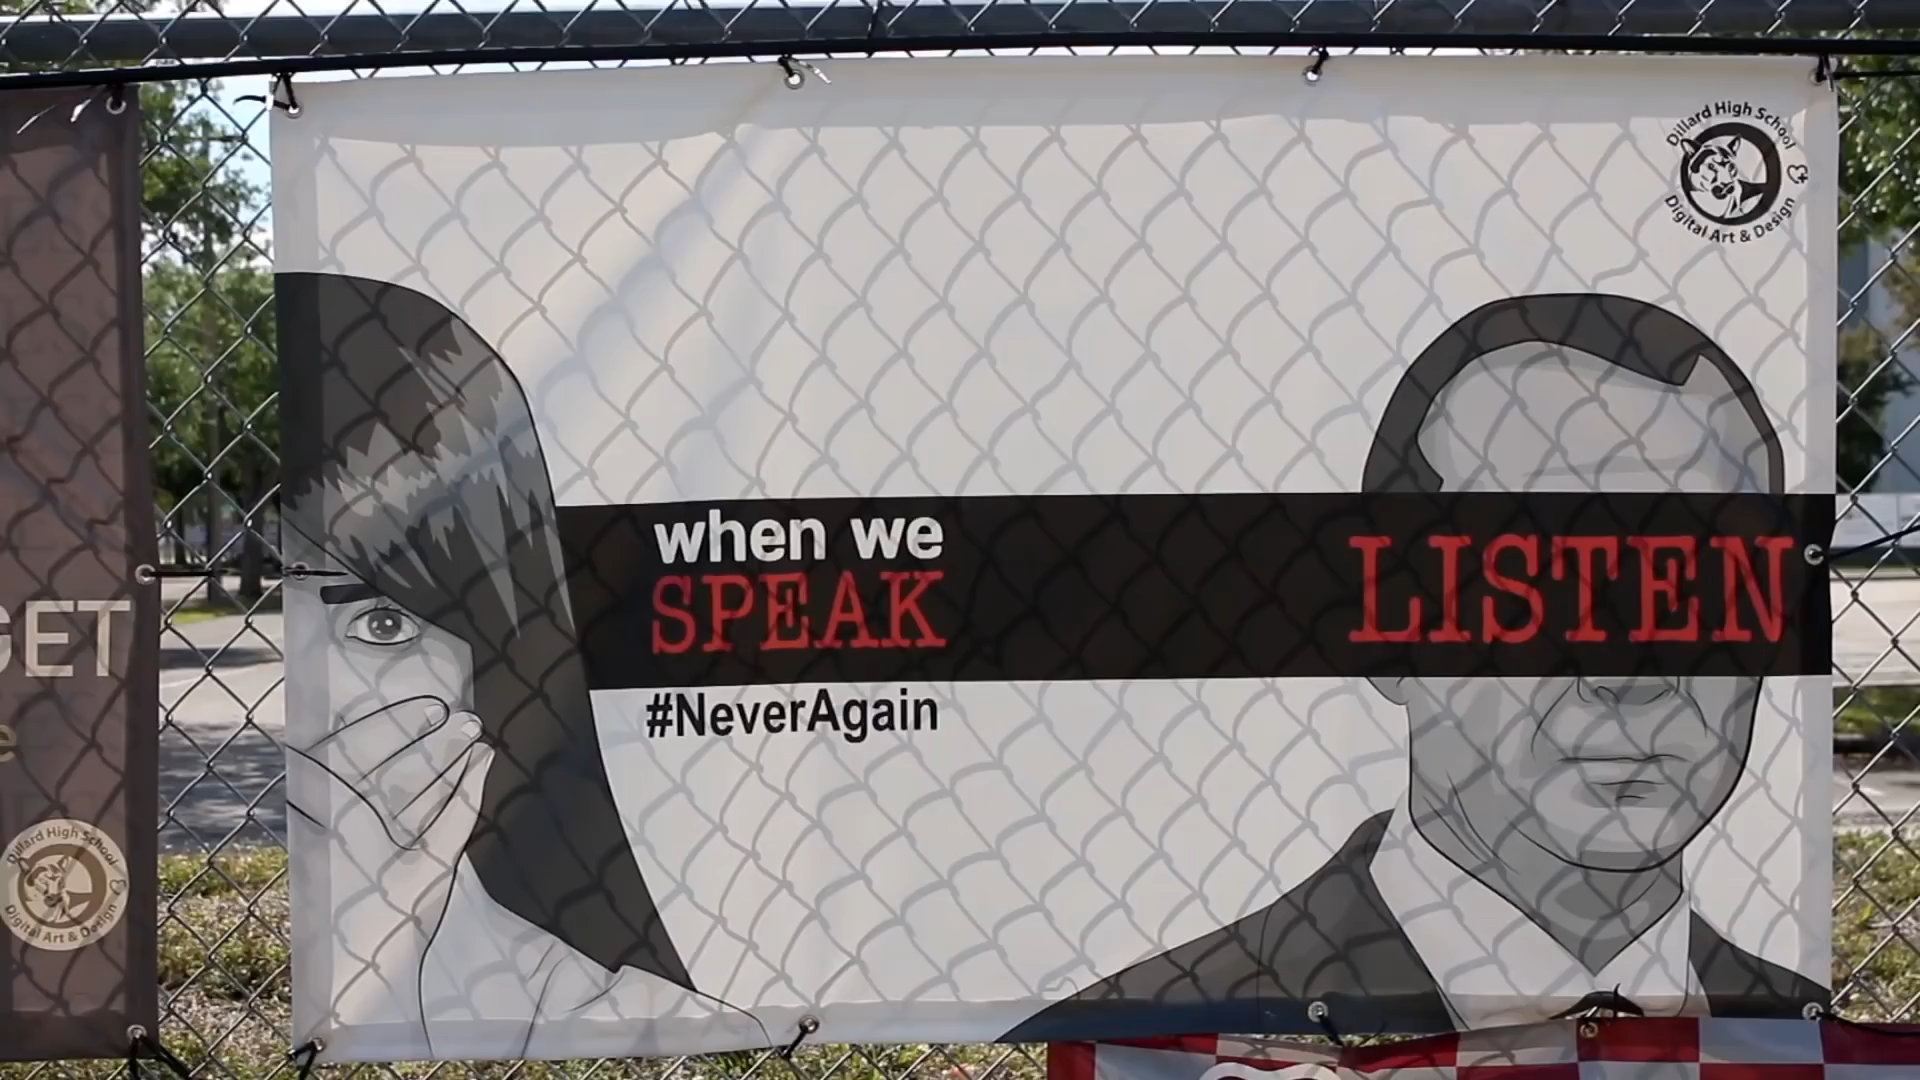 Dillard High School
Digital Art & Design
when we
SPEAK
LISTEN
#NeverAgain
GET
e
Dillard High School
Digital Art & Design